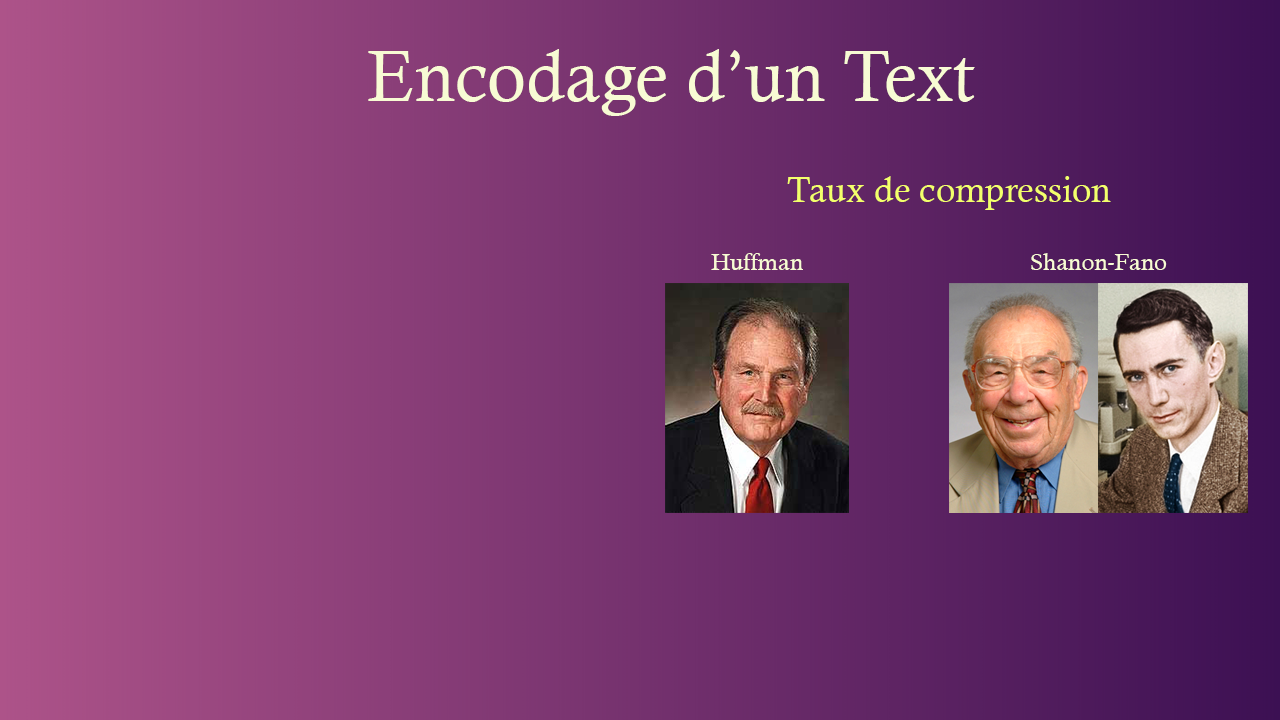 Encodage d’un Text
Taux de compression
Huffman
Shanon-Fano